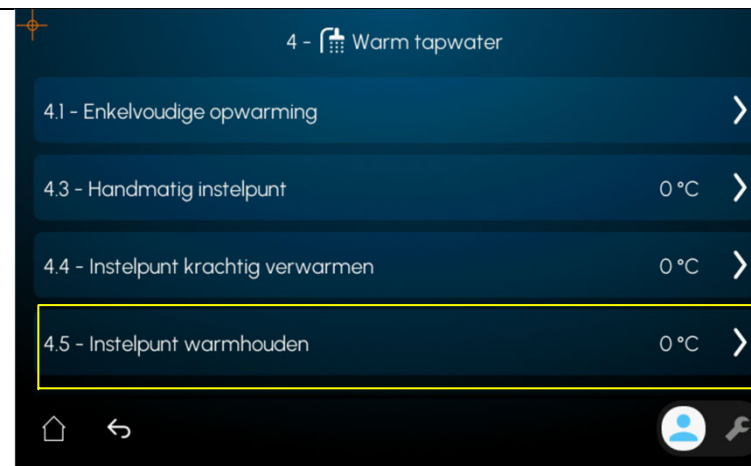 4 - Warm tapwater
4.1 - Enkelvoudige opwarming
4.3 - Handmatig instelpunt 0 °C
4.4 - Instelpunt krachtig verwarmen 0 °C
4.5 - Instelpunt warmhouden 0 °C